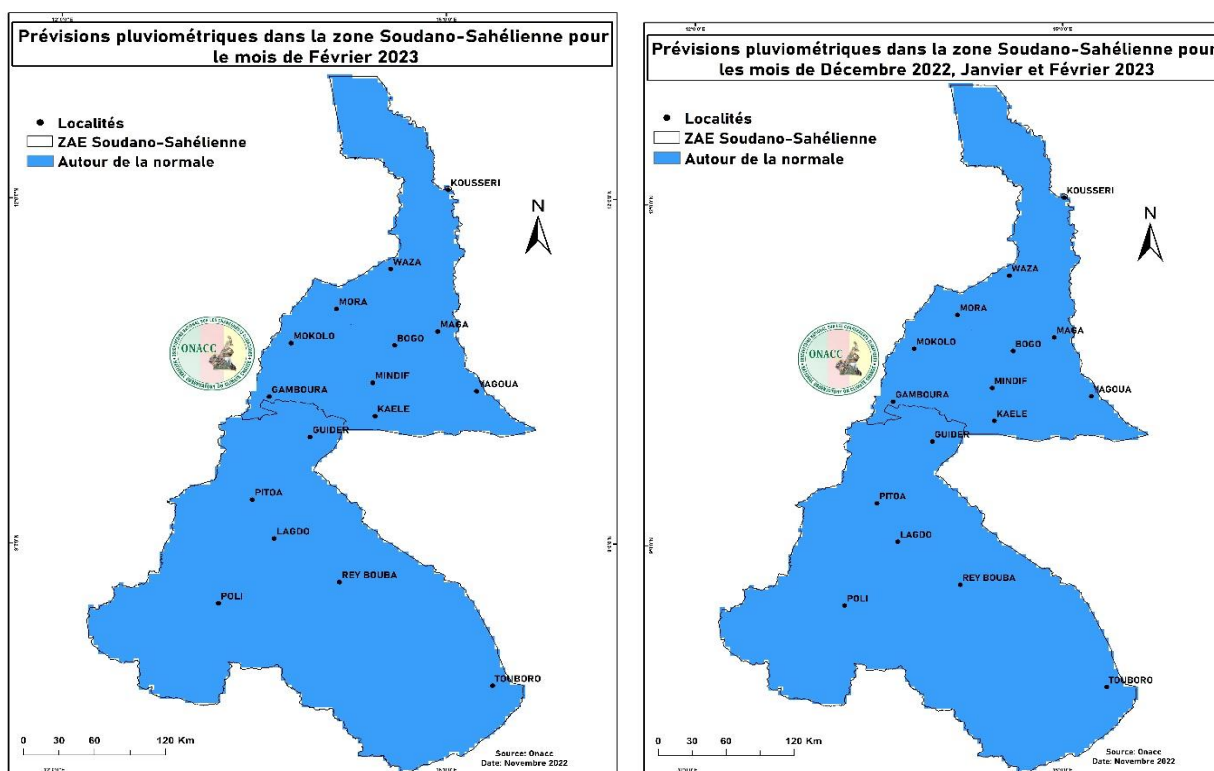 Prévisions pluviométriques dans la zone Soudano-Sahélienne pour
le mois de Février 2023
Localités
ZAE Soudano-Sahélienne
Autour de la normale
KOUSSERI
N
WAZA
MORA
MAGA
MOKOLO
BOGO
ONACC
MINDIF
YAGOUA
GAMBOURA
KAELE
GUIDER
PITOA
LAGDO
REY BOUBA
POLI
TOUBORO
0 30 60 120 Km
Source: Onacc
Date: Novembre 2022
Prévisions pluviométriques dans la zone Soudano-Sahélienne pour
les mois de Décembre 2022, Janvier et Février 2023
Localités
ZAE Soudano-Sahélienne
Autour de la normale
KOUSSERI
N
WAZA
MORA
MAGA
MOKOLO
BOGO
ONACC
MINDIF
YAGOUA
GAMBOURA
KAELE
GUIDER
PITOA
LAGDO
REY BOUBA
POLI
TOUBORO
0 30 60 120 Km
Source: Onacc
Date: Novembre 2022